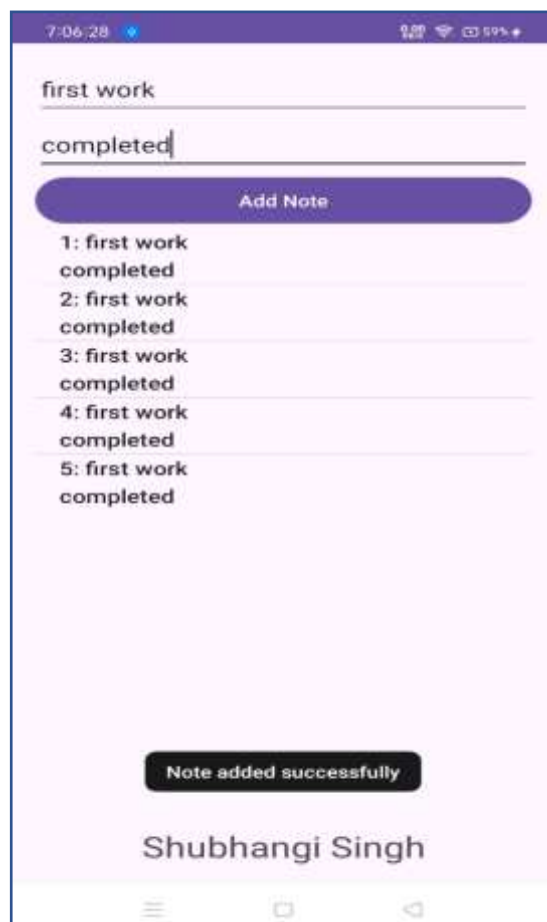 7:06:28
59%
first work
completed
Add Note
1: first work
completed
2: first work
completed
3: first work
completed
4: first work
completed
5: first work
completed
Note added successfully
Shubhangi Singh